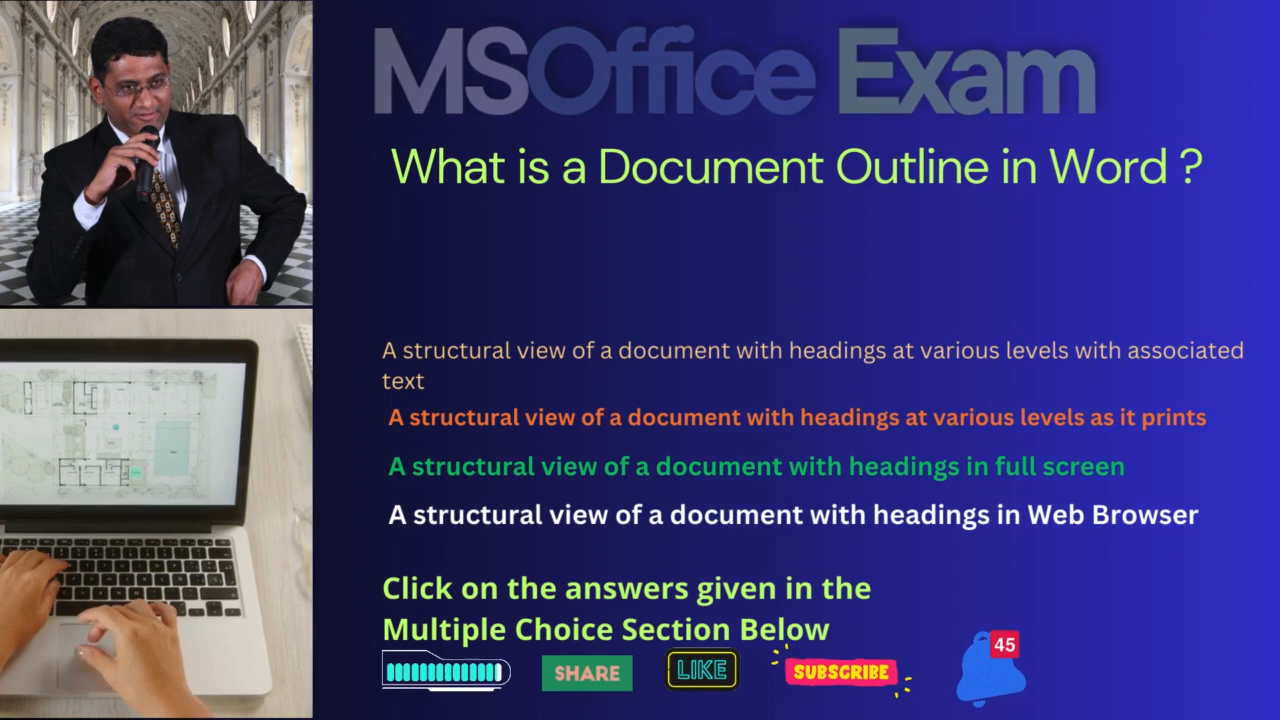 MSOffice Exam
What is a Document Outline in Word ?
A structural view of a document with headings at various levels with associated
text
A structural view of a document with headings at various levels as it prints
A structural view of a document with headings in full screen
A structural view of a document with headings in Web Browser
Click on the answers given in the
Multiple Choice Section Below
SHARE
LIKE
SUBSCRIBE
45